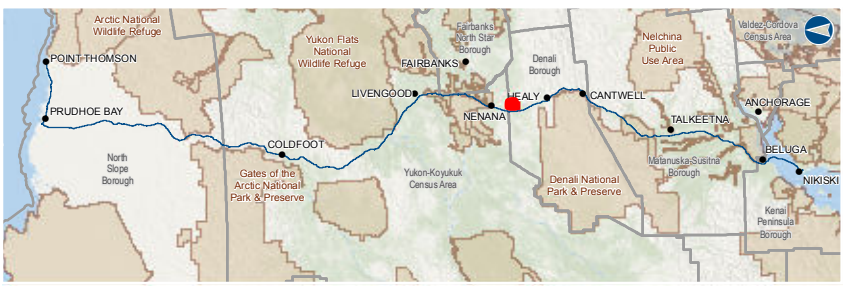 Arctic National
Wildlife Refuge
POINT THOMSON
PRUDHOE BAY
North
Slope
Borough
COLDFOOT
Gates of the
Arctic National
Park & Preserve
Yukon Flats
National
Wildlife Refuge
LIVENGOOD
FAIRBANKS
Fairbanks
North Star
Borough
NENANA
Yukon-Koyukuk
Census Area
HEALY
Denali
Borough
CANTWELL
Denali National
Park & Preserve
Nelchina
Public
Use Area
TALKEETNA
Matanuska-Susitna
Borough
Valdez-Cordova
Census Area
ANCHORAGE
BELUGA
NIKISKI
Kenai
Peninsula
Borough